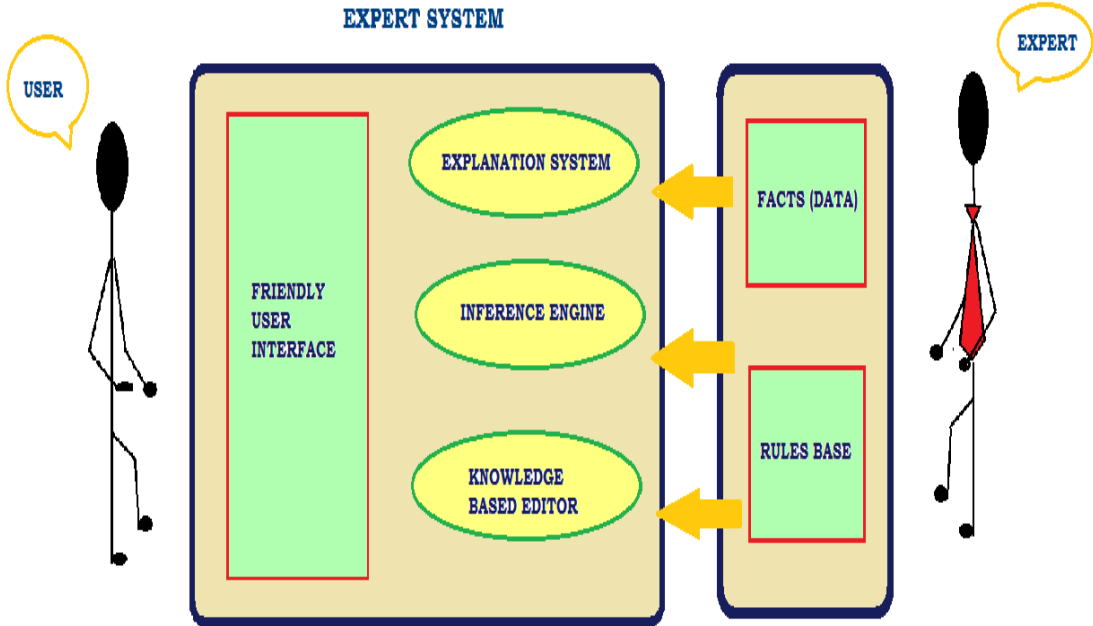 EXPERT SYSTEM
USER
EXPERT
EXPLANATION SYSTEM
FACTS (DATA)
FRIENDLY
USER
INTERFACE
INFERENCE ENGINE
RULES BASE
KNOWLEDGE
BASED EDITOR